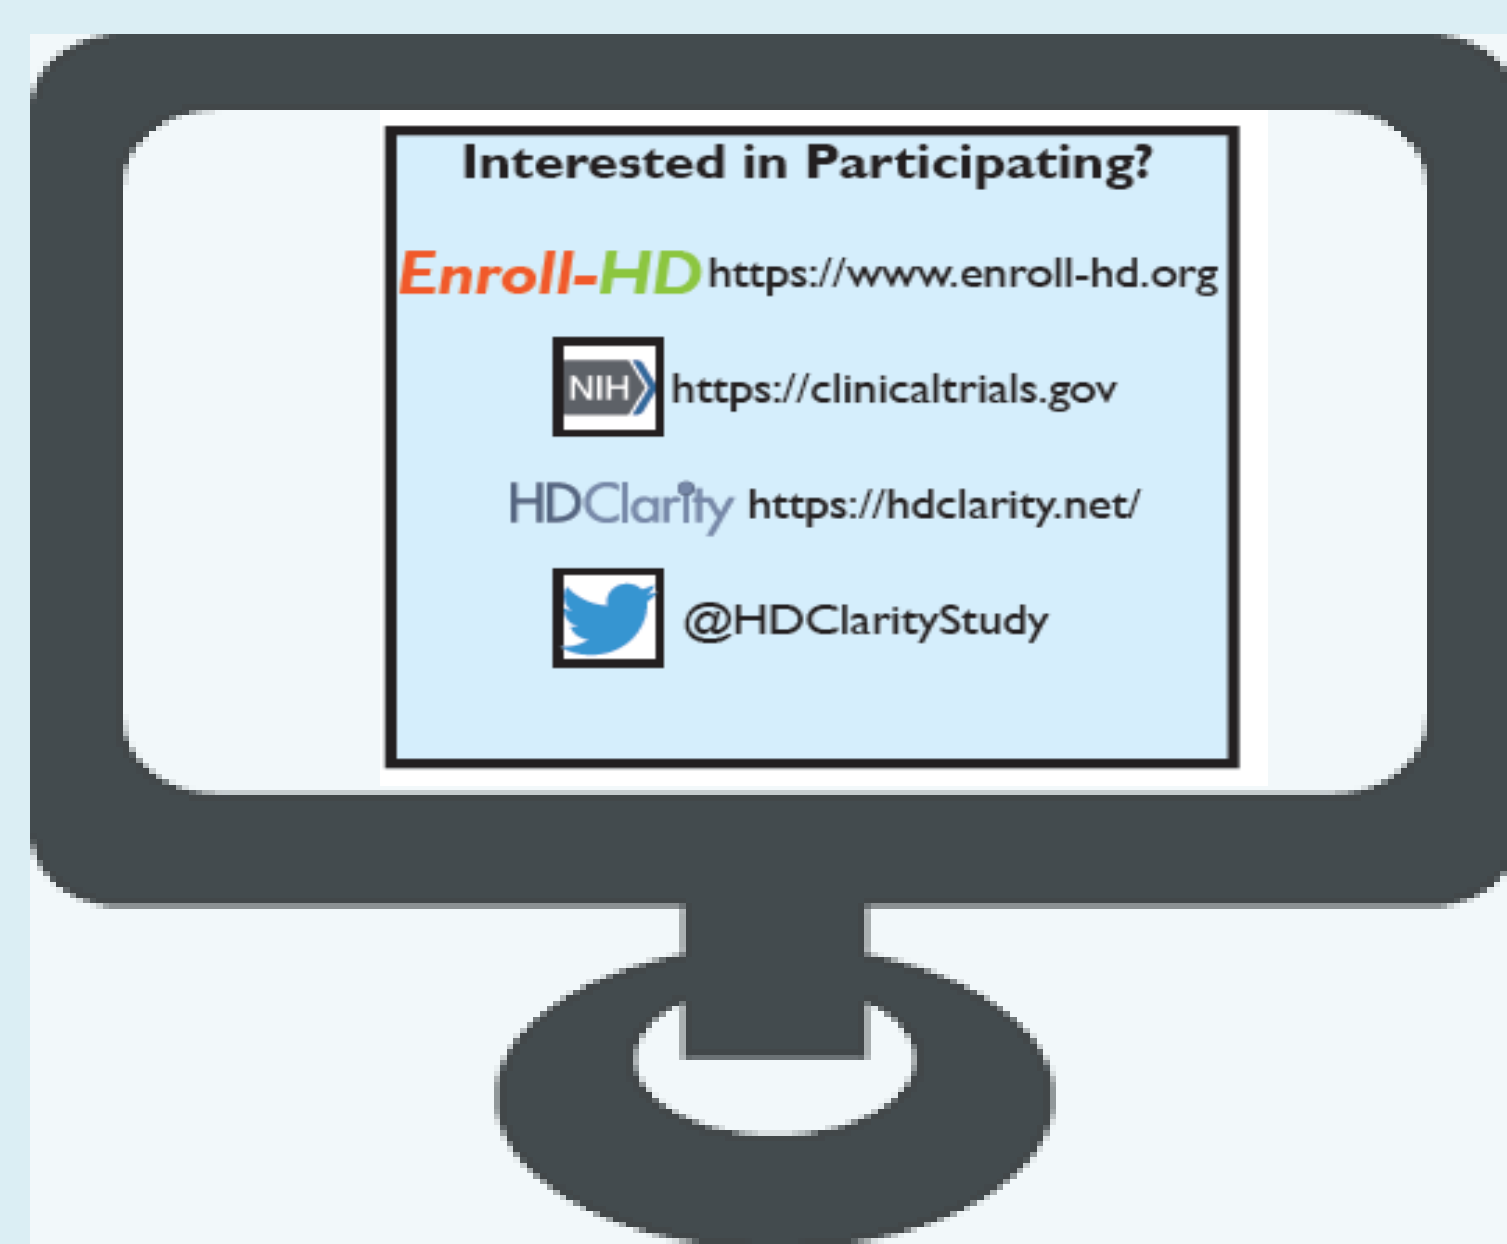 Interested in Participating?
Enroll-HD https://www.enroll-hd.org
NIH https://clinicaltrials.gov
HDClarity https://hdclarity.net/
@HDClarityStudy